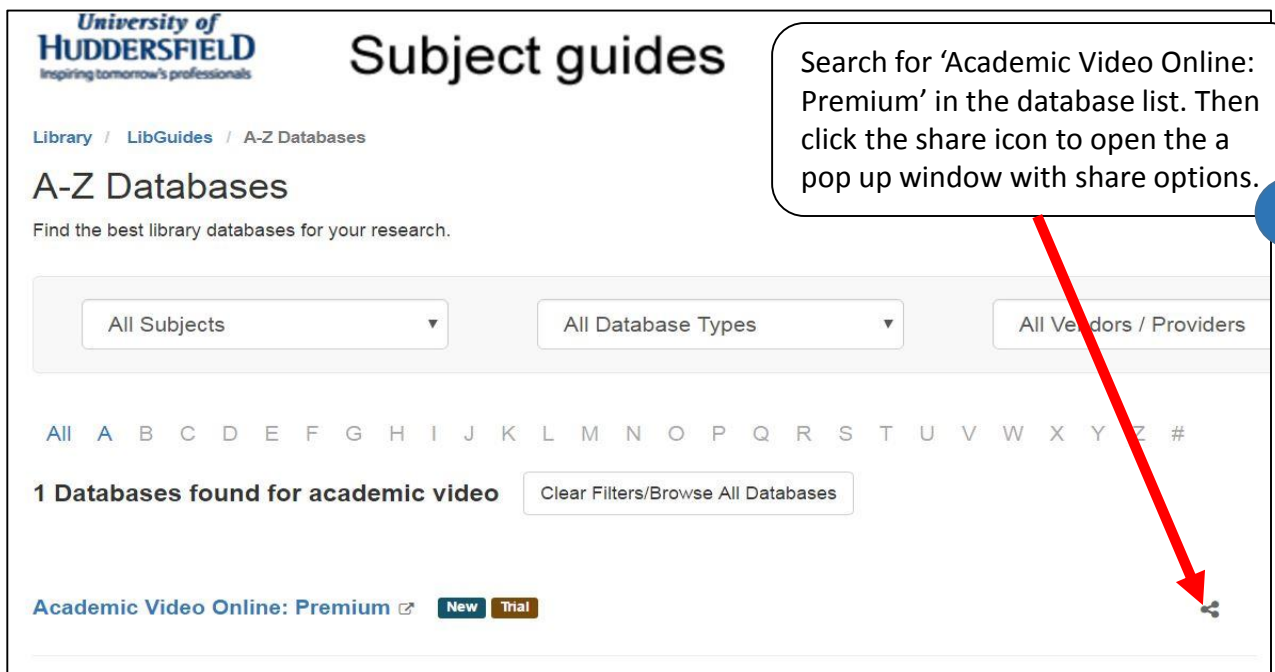 University of
HUDDERSFIELD
Inspiring tomorrow's professionals
Subject guides
Search for ‘Academic Video Online:
Premium’ in the database list. Then
click the share icon to open the a
pop up window with share options.
Library / LibGuides / A-Z Databases
A-Z Databases
Find the best library databases for your research.
All Subjects
All Database Types
All Vendors / Providers
All A B C D E F G H I J K L M N O P Q R S T U V W X Y Z #
1 Databases found for academic video
Clear Filters/Browse All Databases
Academic Video Online: Premium New Trial